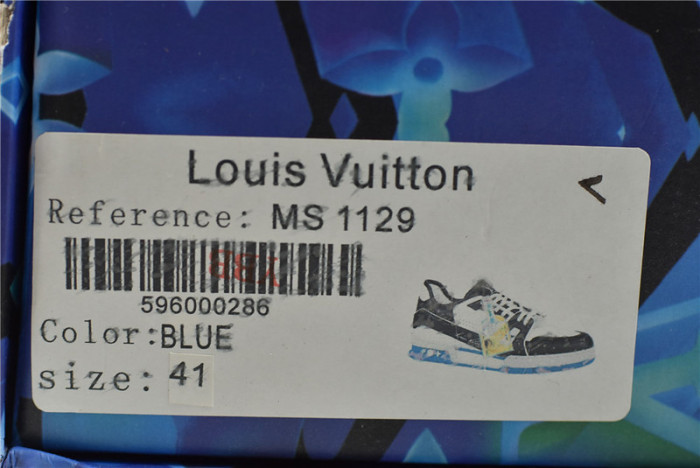 Louis Vuitton
Reference: MS 1129
596000286
Color:BLUE
size: 41